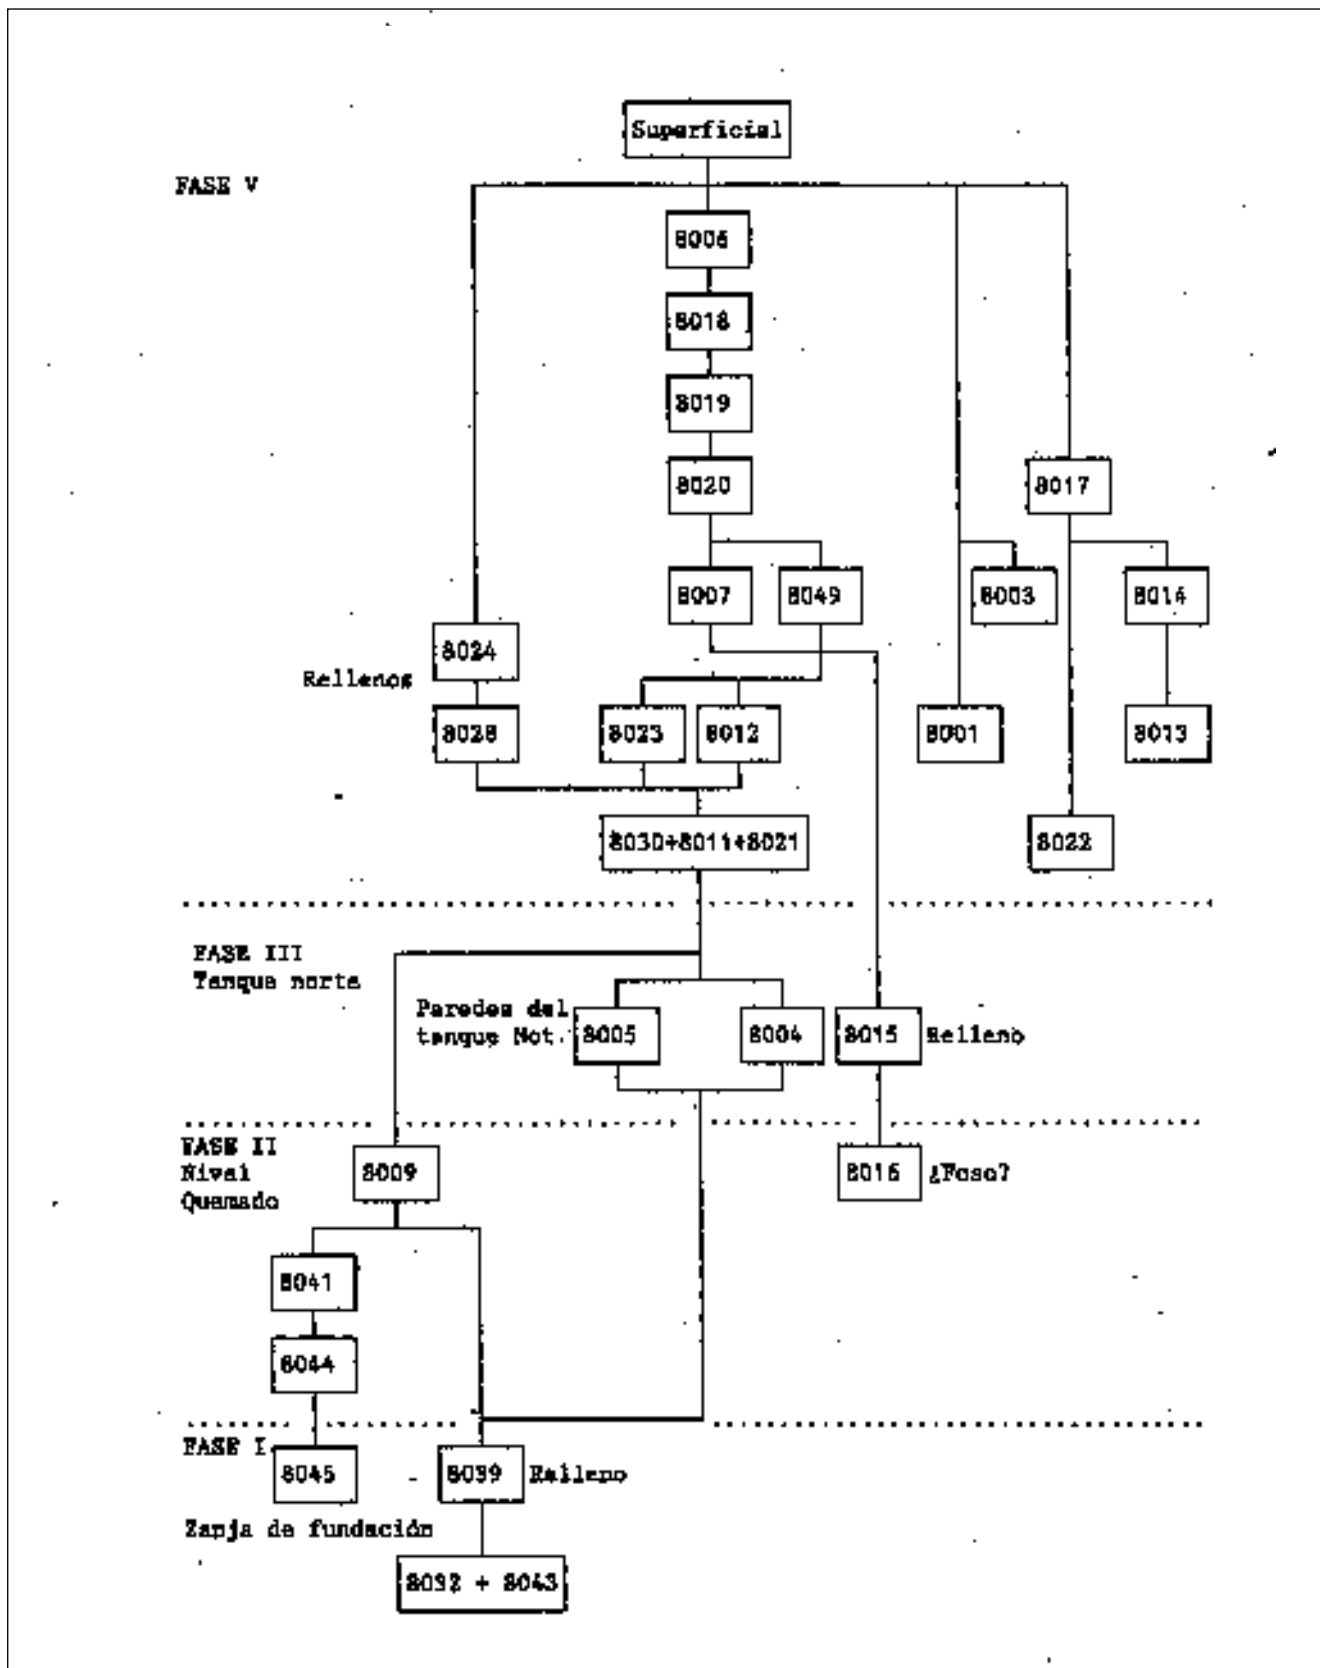 Superficial
FASE V
8006
8018
8019
8020
8017
8007
8049
8003
8014
8024
Rellenos
8028
8023
8012
8001
8013
8030+8011+8021
8022
FASE III
Tanque norte
Paredes del
tanque Not.
8005
8004
8015
Relleno
FASE II
Nivel
Quemado
8009
8016
¿Foso?
8041
8044
FASE I
8045
8039
Relleno
Zanja de fundación
8032 + 8043